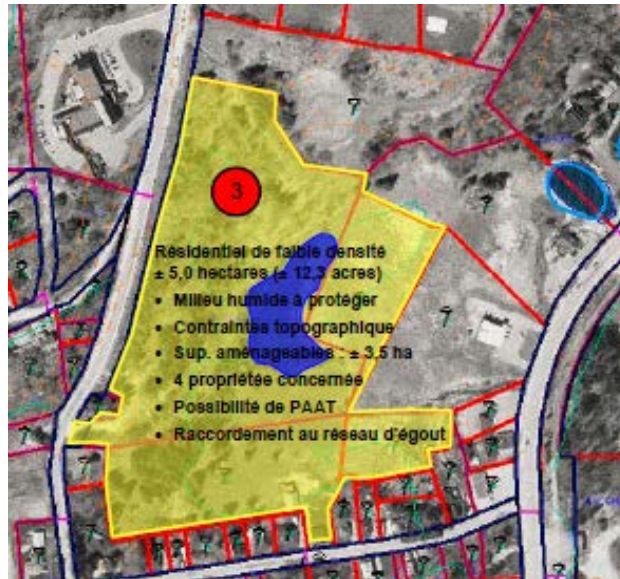 3
Résidentiel de faible densité
± 5,0 hectares (± 12,3 acres)
• Milieu humide à protéger
• Contraintes topographique
• Sup. aménageables : ± 3,5 ha
• 4 propriétée concernée
• Possibilité de PAAT
• Raccordement au réseau d'égout